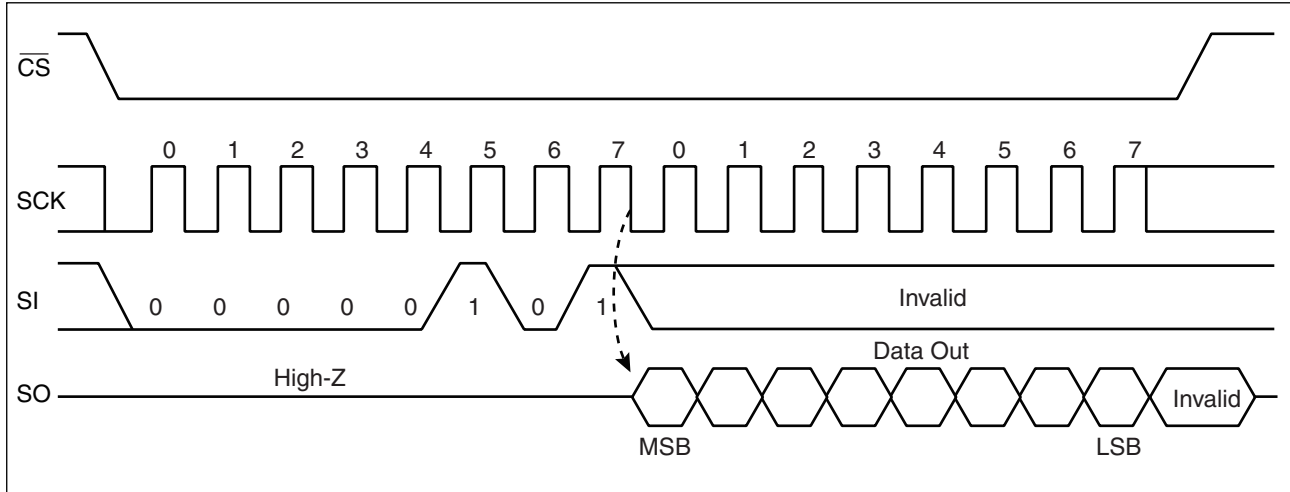 CS
0 1 2 3 4 5 6 7 0 1 2 3 4 5 6 7
SCK
SI 0 0 0 0 0 1 0 1 Invalid
Data Out
High-Z
SO Invalid
MSB LSB